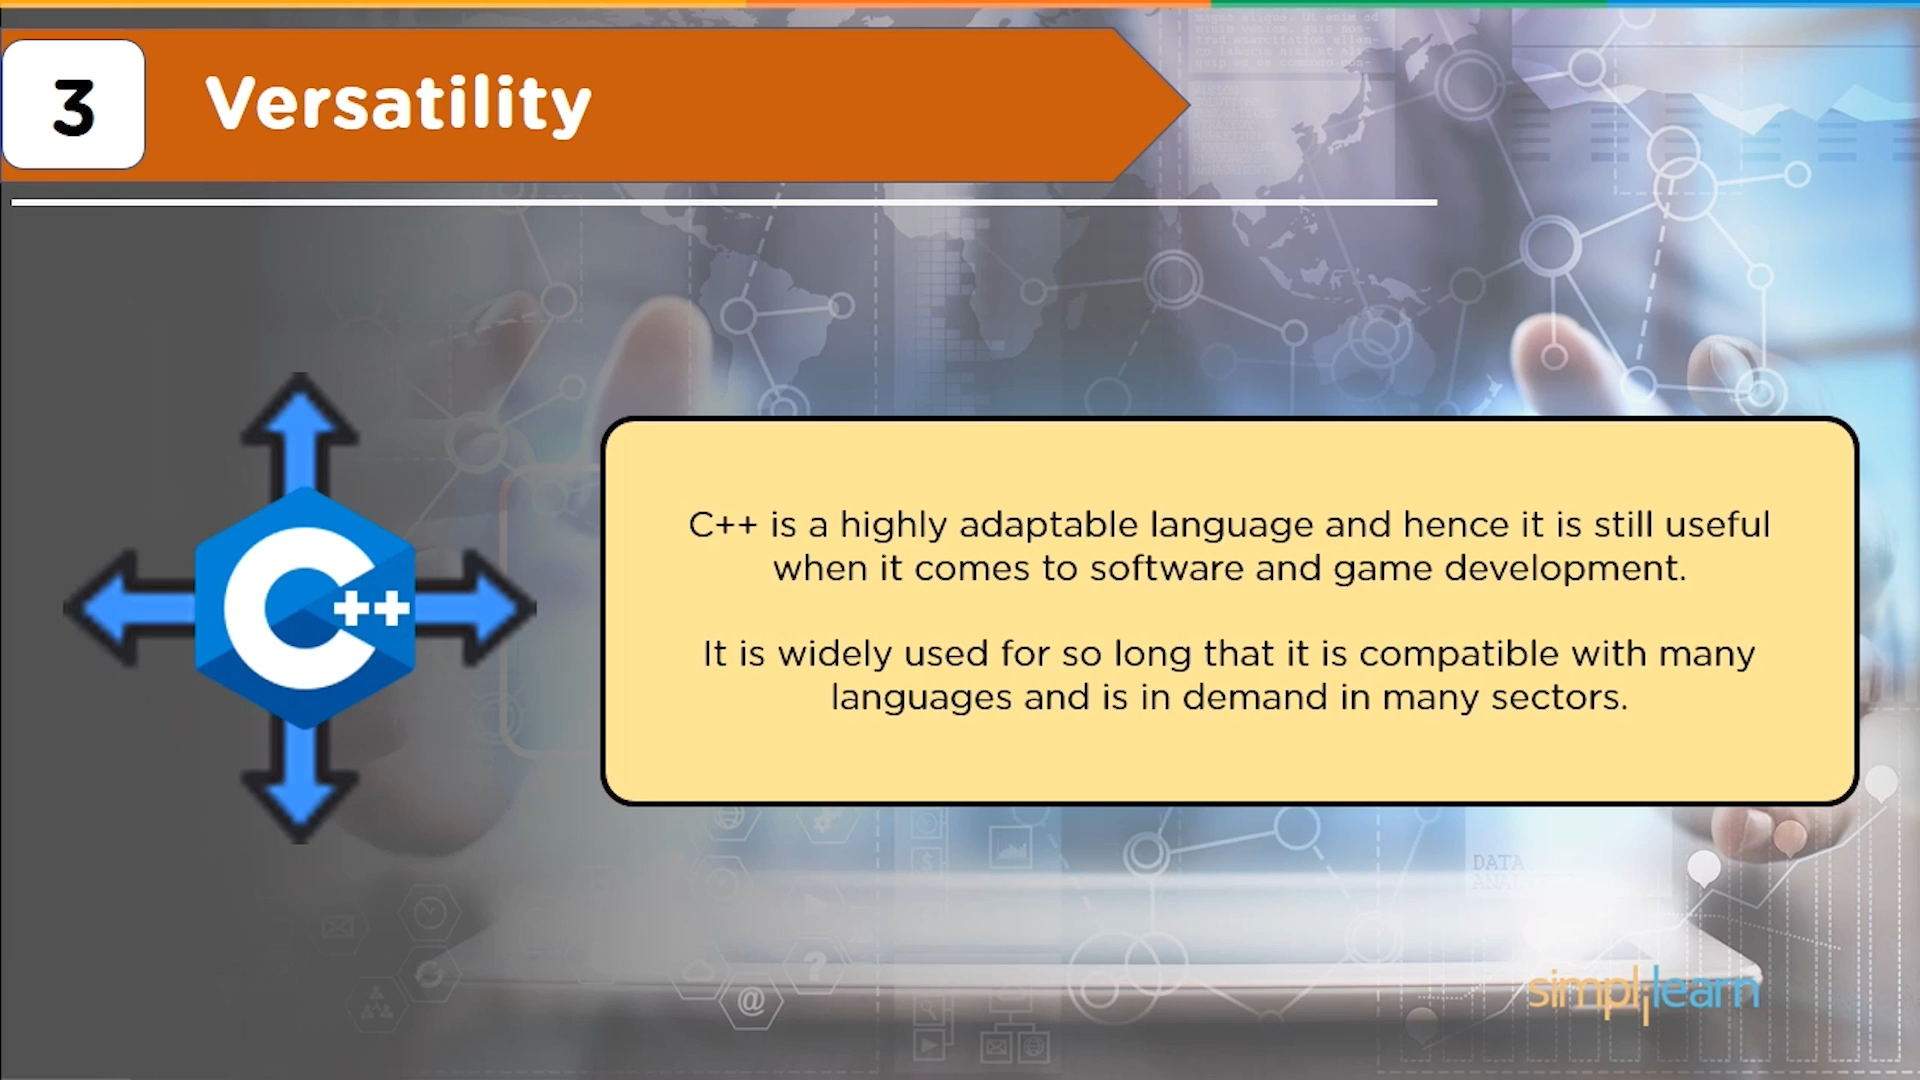 3
Versatility
C++
C++ is a highly adaptable language and hence it is still useful
when it comes to software and game development.
It is widely used for so long that it is compatible with many
languages and is in demand in many sectors.
DATA
simplilearn